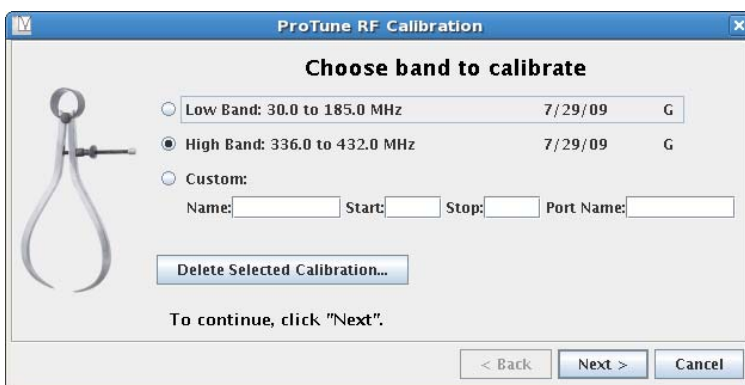 ProTune RF Calibration
Choose band to calibrate
Low Band: 30.0 to 185.0 MHz 7/29/09 G
High Band: 336.0 to 432.0 MHz 7/29/09 G
Custom:
Name: Start: Stop: Port Name:
Delete Selected Calibration...
To continue, click "Next".
< Back Next > Cancel